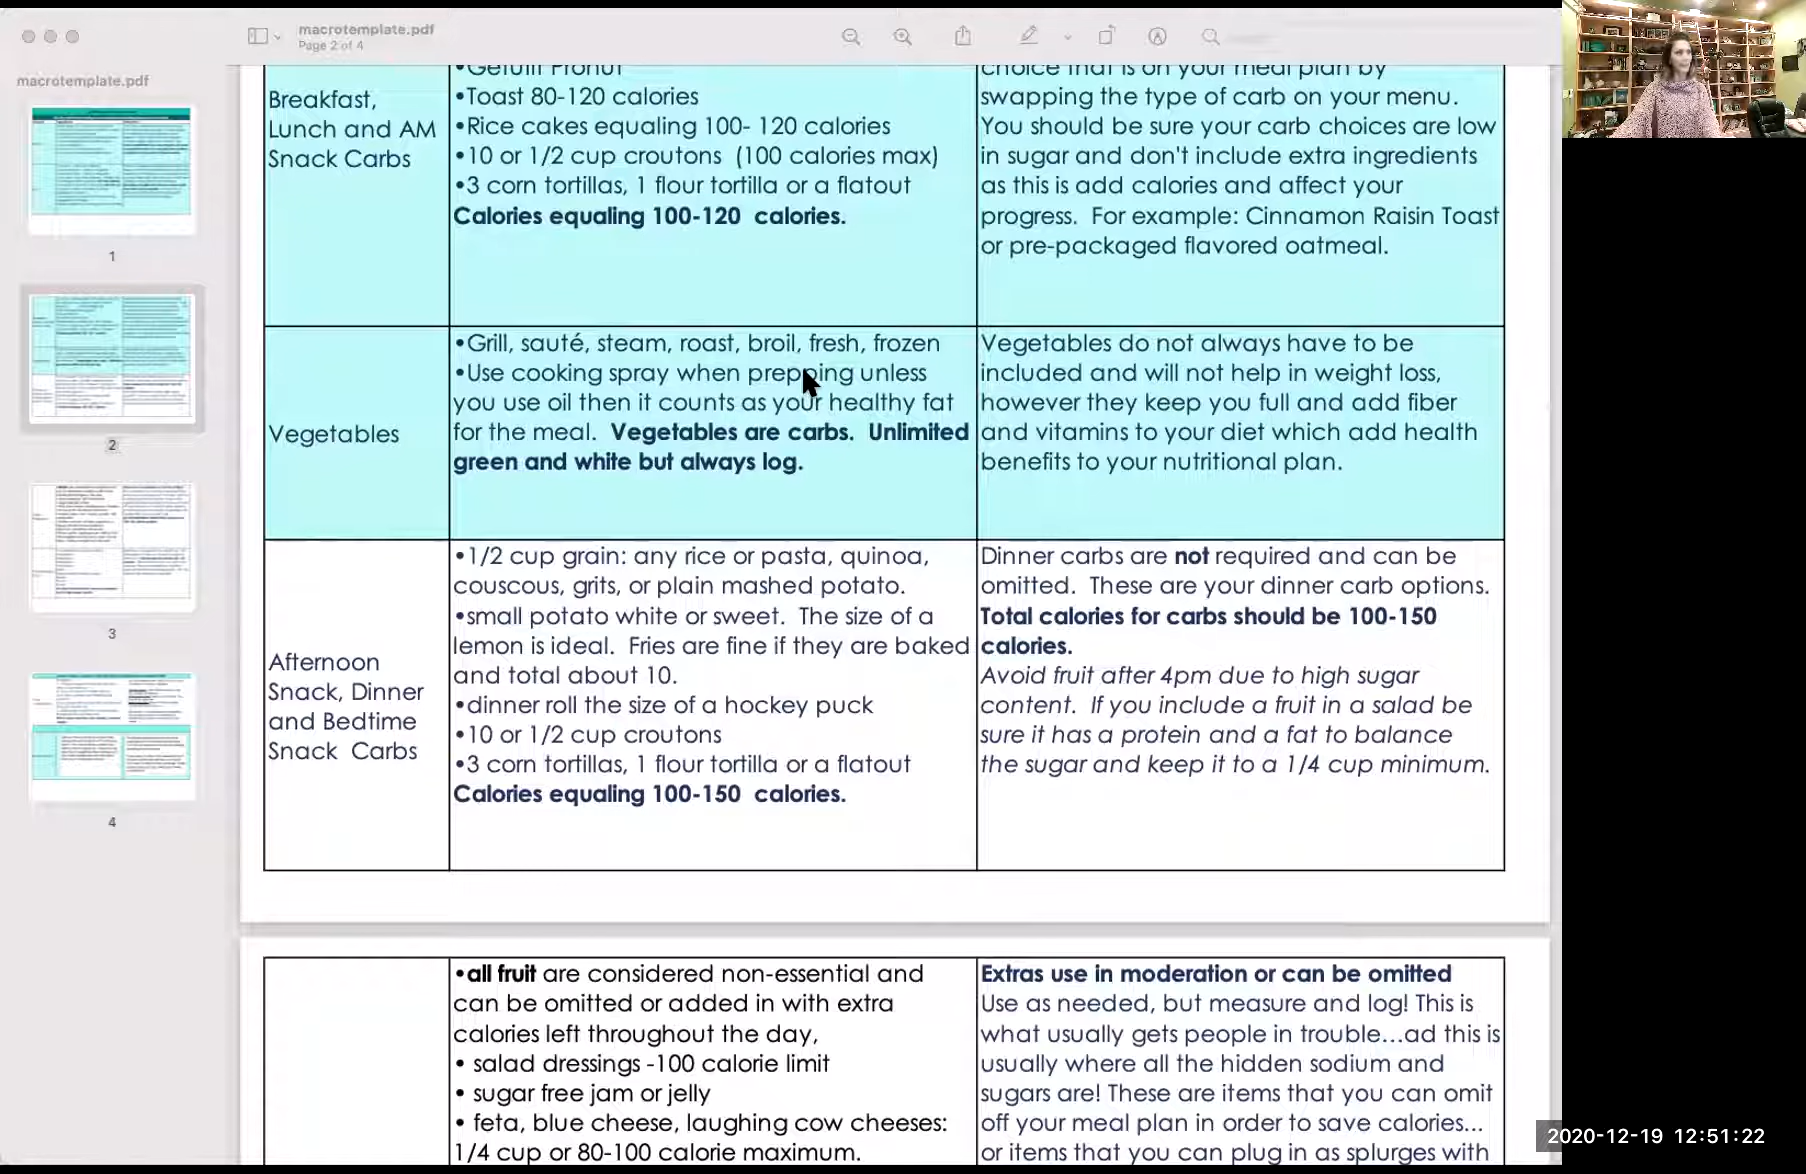 macrotemplate.pdf
Page 2 of 4
macrotemplate.pdf
1
2
3
4
Breakfast,
Lunch and AM
Snack Carbs
•Toast 80-120 calories
•Rice cakes equaling 100- 120 calories
•10 or 1/2 cup croutons  (100 calories max)
•3 corn tortillas, 1 flour tortilla or a flatout
Calories equaling 100-120  calories.
choice that is on your meal plan by
swapping the type of carb on your menu.
You should be sure your carb choices are low
in sugar and don't include extra ingredients
as this is add calories and affect your
progress.  For example: Cinnamon Raisin Toast
or pre-packaged flavored oatmeal.
Vegetables
•Grill, sauté, steam, roast, broil, fresh, frozen
•Use cooking spray when prepping unless
you use oil then it counts as your healthy fat
for the meal.  Vegetables are carbs.  Unlimited
green and white but always log.
Vegetables do not always have to be
included and will not help in weight loss,
however they keep you full and add fiber
and vitamins to your diet which add health
benefits to your nutritional plan.
Afternoon
Snack, Dinner
and Bedtime
Snack  Carbs
•1/2 cup grain: any rice or pasta, quinoa,
couscous, grits, or plain mashed potato.
•small potato white or sweet.  The size of a
lemon is ideal.  Fries are fine if they are baked
and total about 10.
•dinner roll the size of a hockey puck
•10 or 1/2 cup croutons
•3 corn tortillas, 1 flour tortilla or a flatout
Calories equaling 100-150  calories.
Dinner carbs are not required and can be
omitted.  These are your dinner carb options.
Total calories for carbs should be 100-150
calories.
Avoid fruit after 4pm due to high sugar
content.  If you include a fruit in a salad be
sure it has a protein and a fat to balance
the sugar and keep it to a 1/4 cup minimum.
•all fruit are considered non-essential and
can be omitted or added in with extra
calories left throughout the day,
• salad dressings -100 calorie limit
• sugar free jam or jelly
• feta, blue cheese, laughing cow cheeses:
1/4 cup or 80-100 calorie maximum.
Extras use in moderation or can be omitted
Use as needed, but measure and log! This is
what usually gets people in trouble...ad this is
usually where all the hidden sodium and
sugars are! These are items that you can omit
off your meal plan in order to save calories...
or items that you can plug in as splurges with
2020-12-19 12:51:22